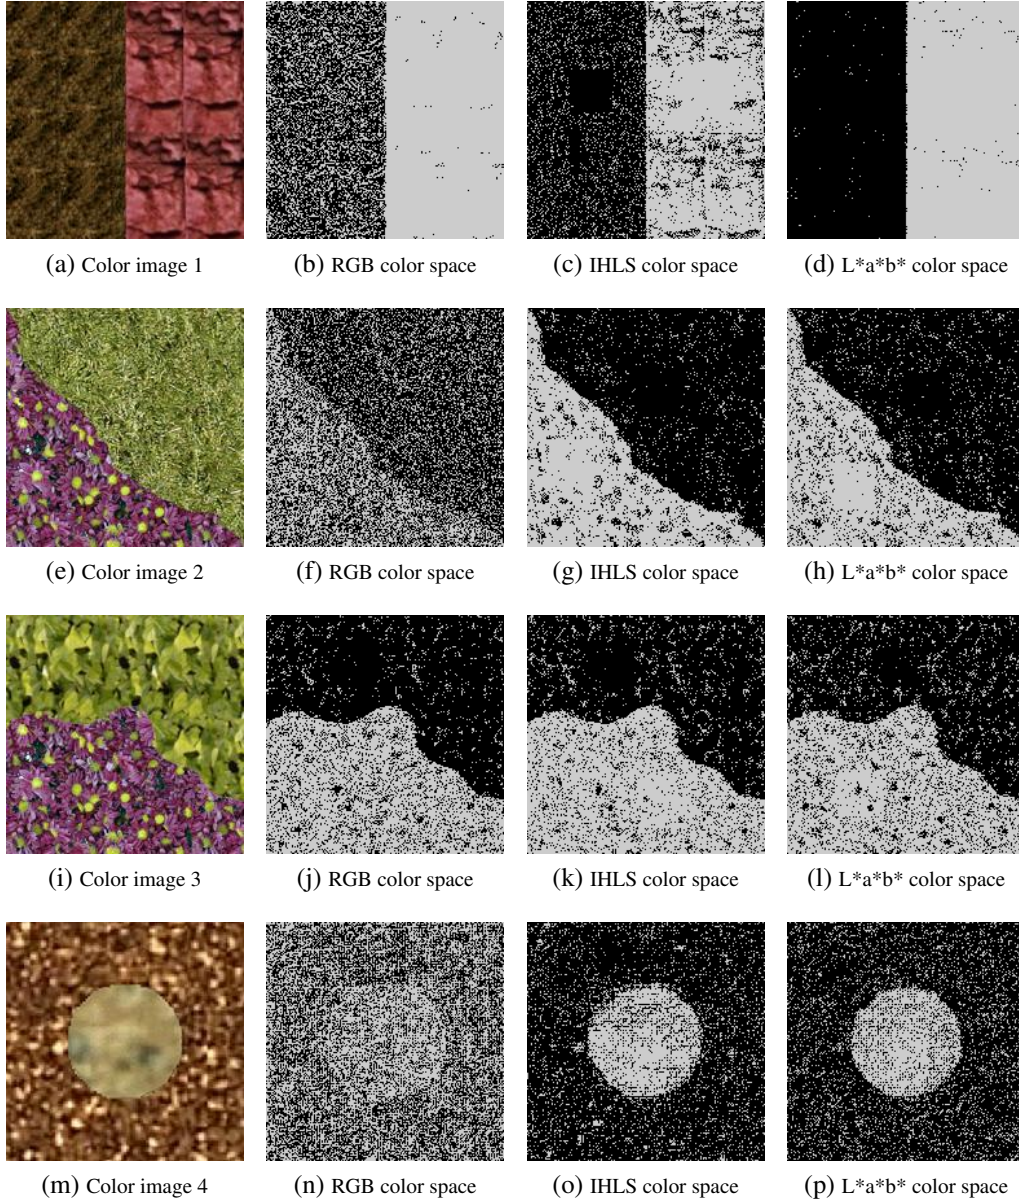 (a) Color image 1 (b) RGB color space (c) IHLS color space (d) L*a*b* color space
(e) Color image 2 (f) RGB color space (g) IHLS color space (h) L*a*b* color space
(i) Color image 3 (j) RGB color space (k) IHLS color space (l) L*a*b* color space
(m) Color image 4 (n) RGB color space (o) IHLS color space (p) L*a*b* color space